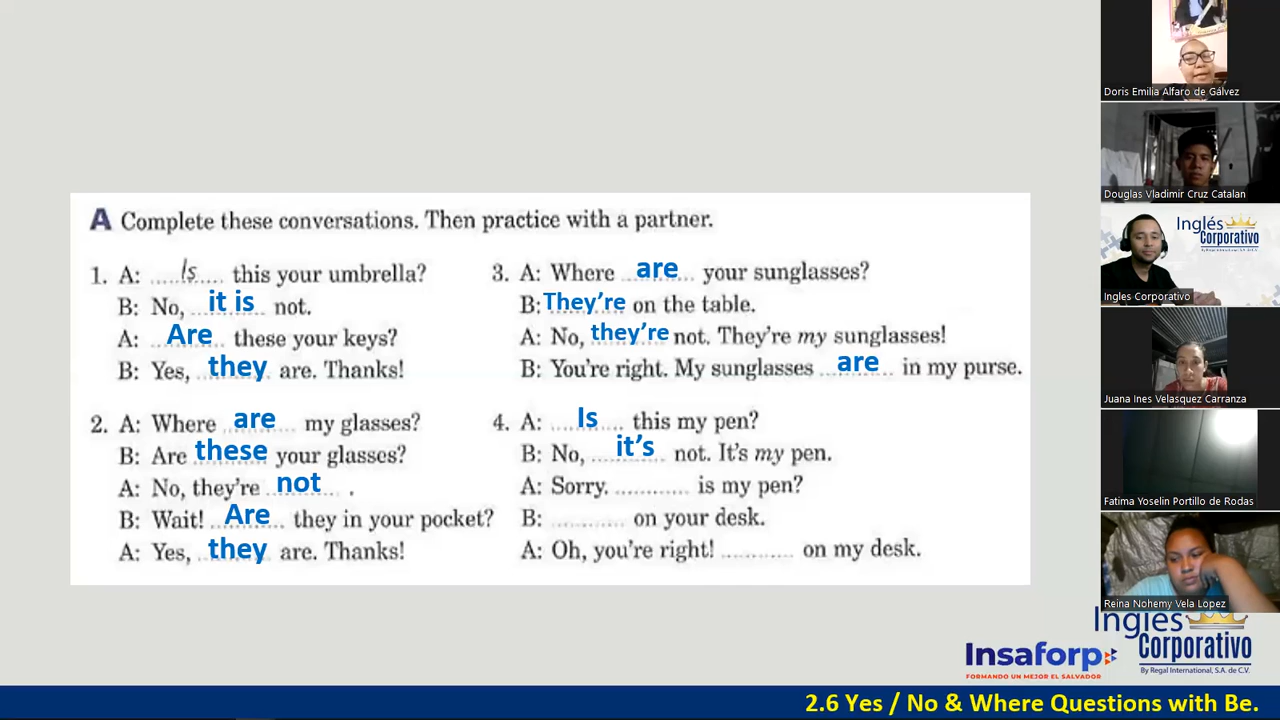 A Complete these conversations. Then practice with a partner.
1. A: Is this your umbrella?
B: No, it is not.
A: Are these your keys?
B: Yes, they are. Thanks!
2. A: Where are my glasses?
B: Are these your glasses?
A: No, they're not .
B: Wait! Are they in your pocket?
A: Yes, they are. Thanks!
3. A: Where are your sunglasses?
B: They're on the table.
A: No, they're not. They're my sunglasses!
B: You're right. My sunglasses are in my purse.
4. A: Is this my pen?
B: No, it's not. It's my pen.
A: Sorry. ............ is my pen?
B: ............ on your desk.
A: Oh, you're right! ............ on my desk.
Doris Emilia Alfaro de Gálvez
Douglas Vladimir Cruz Catalan
Inglés
Corporativo
By Regal International, S.A. de C.V.
Ingles Corporativo
Juana Ines Velasquez Carranza
Fatima Yoselin Portillo de Rodas
Reina Nohemy Vela Lopez
Insaforp
FORMANDO UN MEJOR EL SALVADOR
Inglés
Corporativo
By Regal International, S.A. de C.V.
2.6 Yes / No & Where Questions with Be.